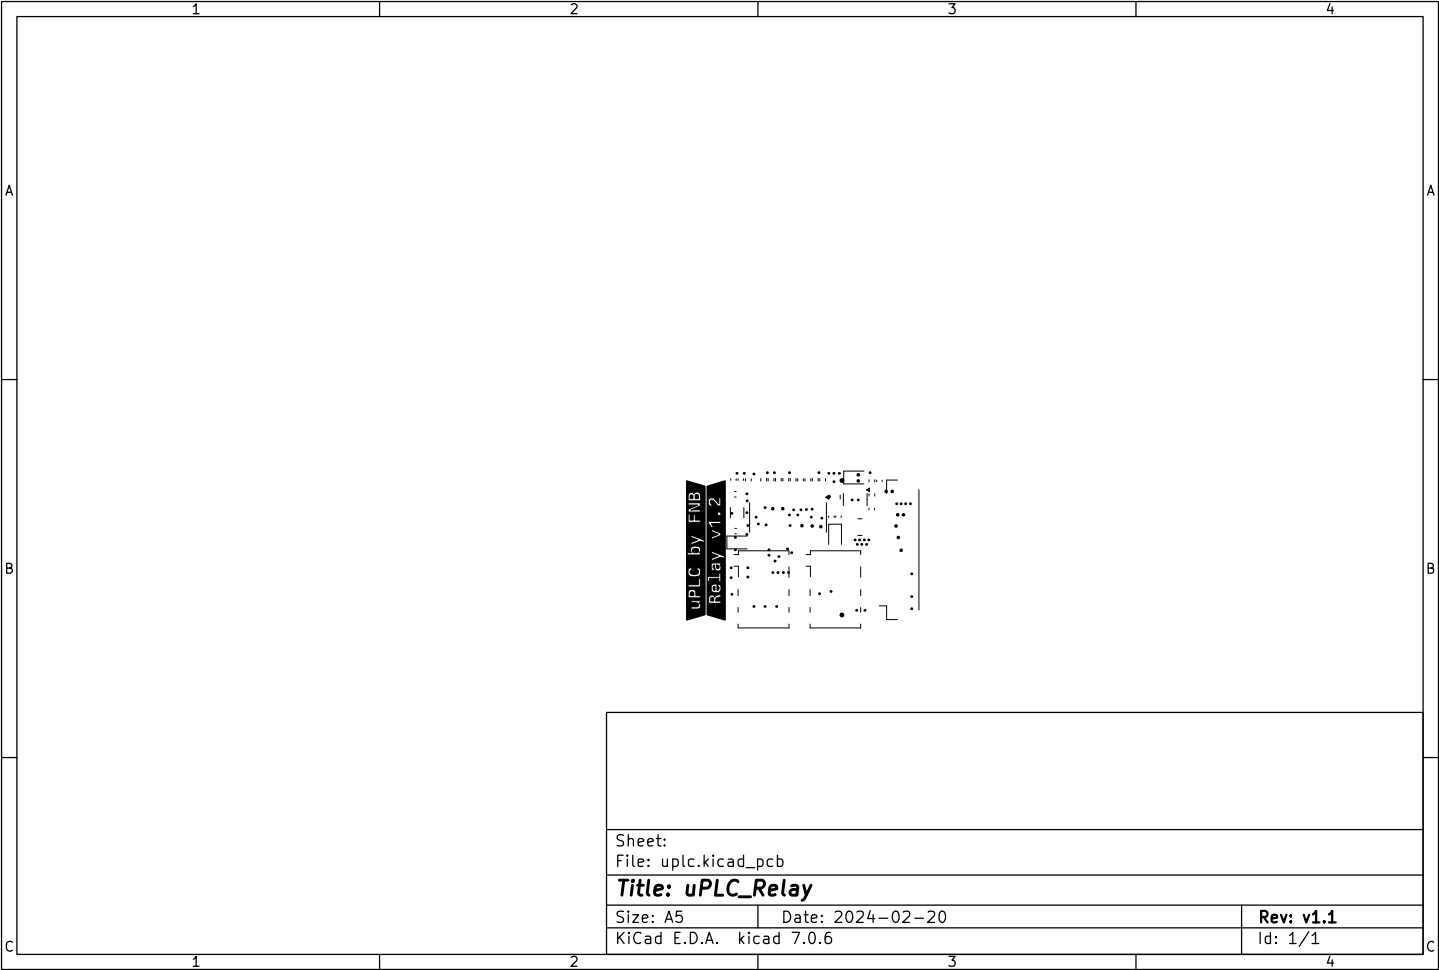 1 2 3 4
A A
uPLC by FNB
Relay v1.2
B B
Sheet:
File: uplc.kicad_pcb
Title: uPLC_Relay
Size: A5 Date: 2024-02-20 Rev: v1.1
KiCad E.D.A. kicad 7.0.6 Id: 1/1
C C
1 2 3 4